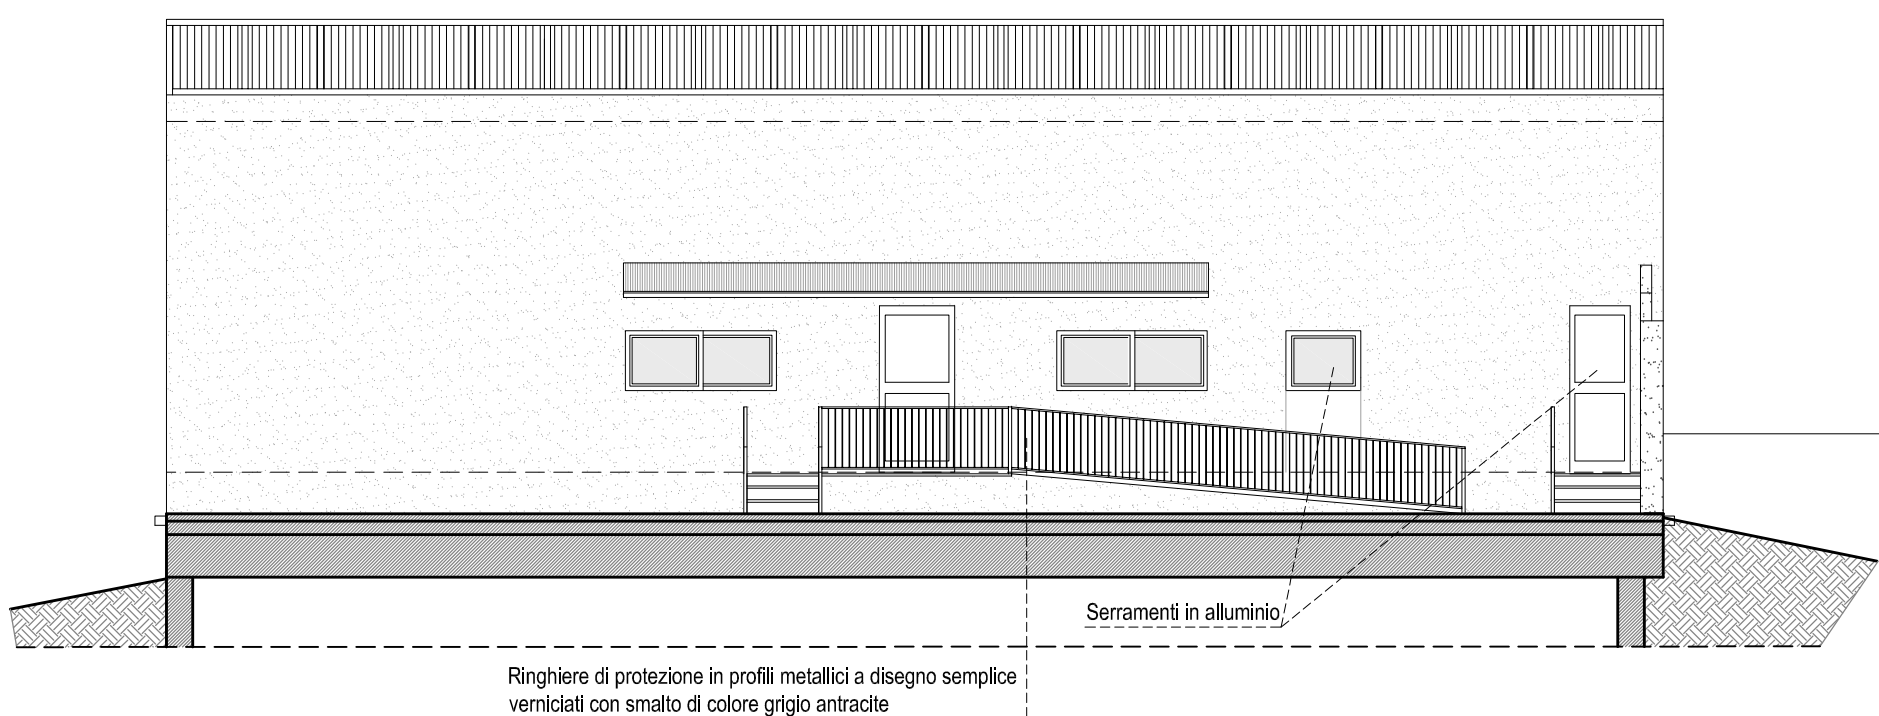 Serramenti in alluminio
Ringhiere di protezione in profili metallici a disegno semplice
verniciati con smalto di colore grigio antracite